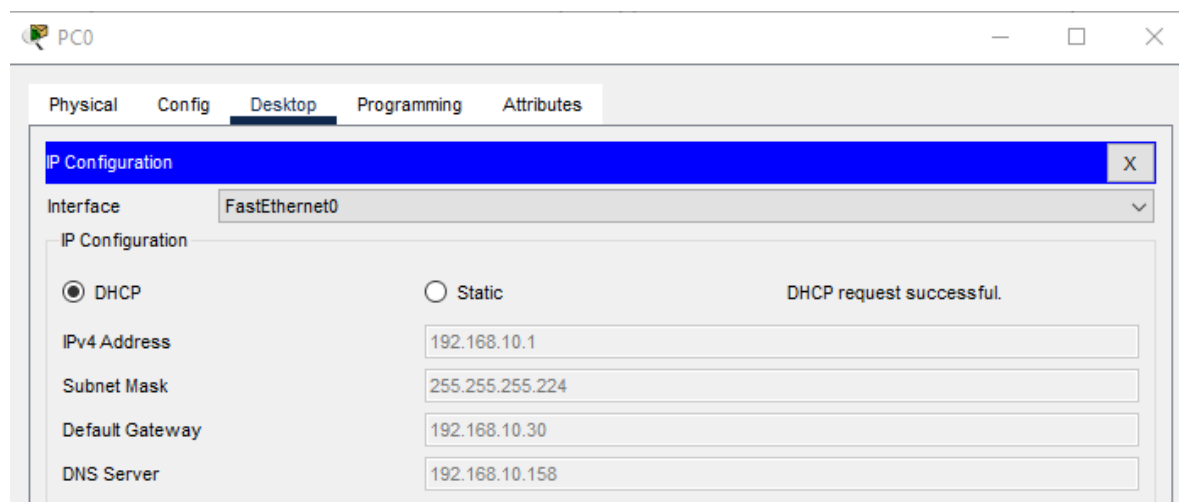 PC0
Physical Config Desktop Programming Attributes
IP Configuration X
Interface FastEthernet0
IP Configuration
DHCP Static DHCP request successful.
IPv4 Address 192.168.10.1
Subnet Mask 255.255.255.224
Default Gateway 192.168.10.30
DNS Server 192.168.10.158